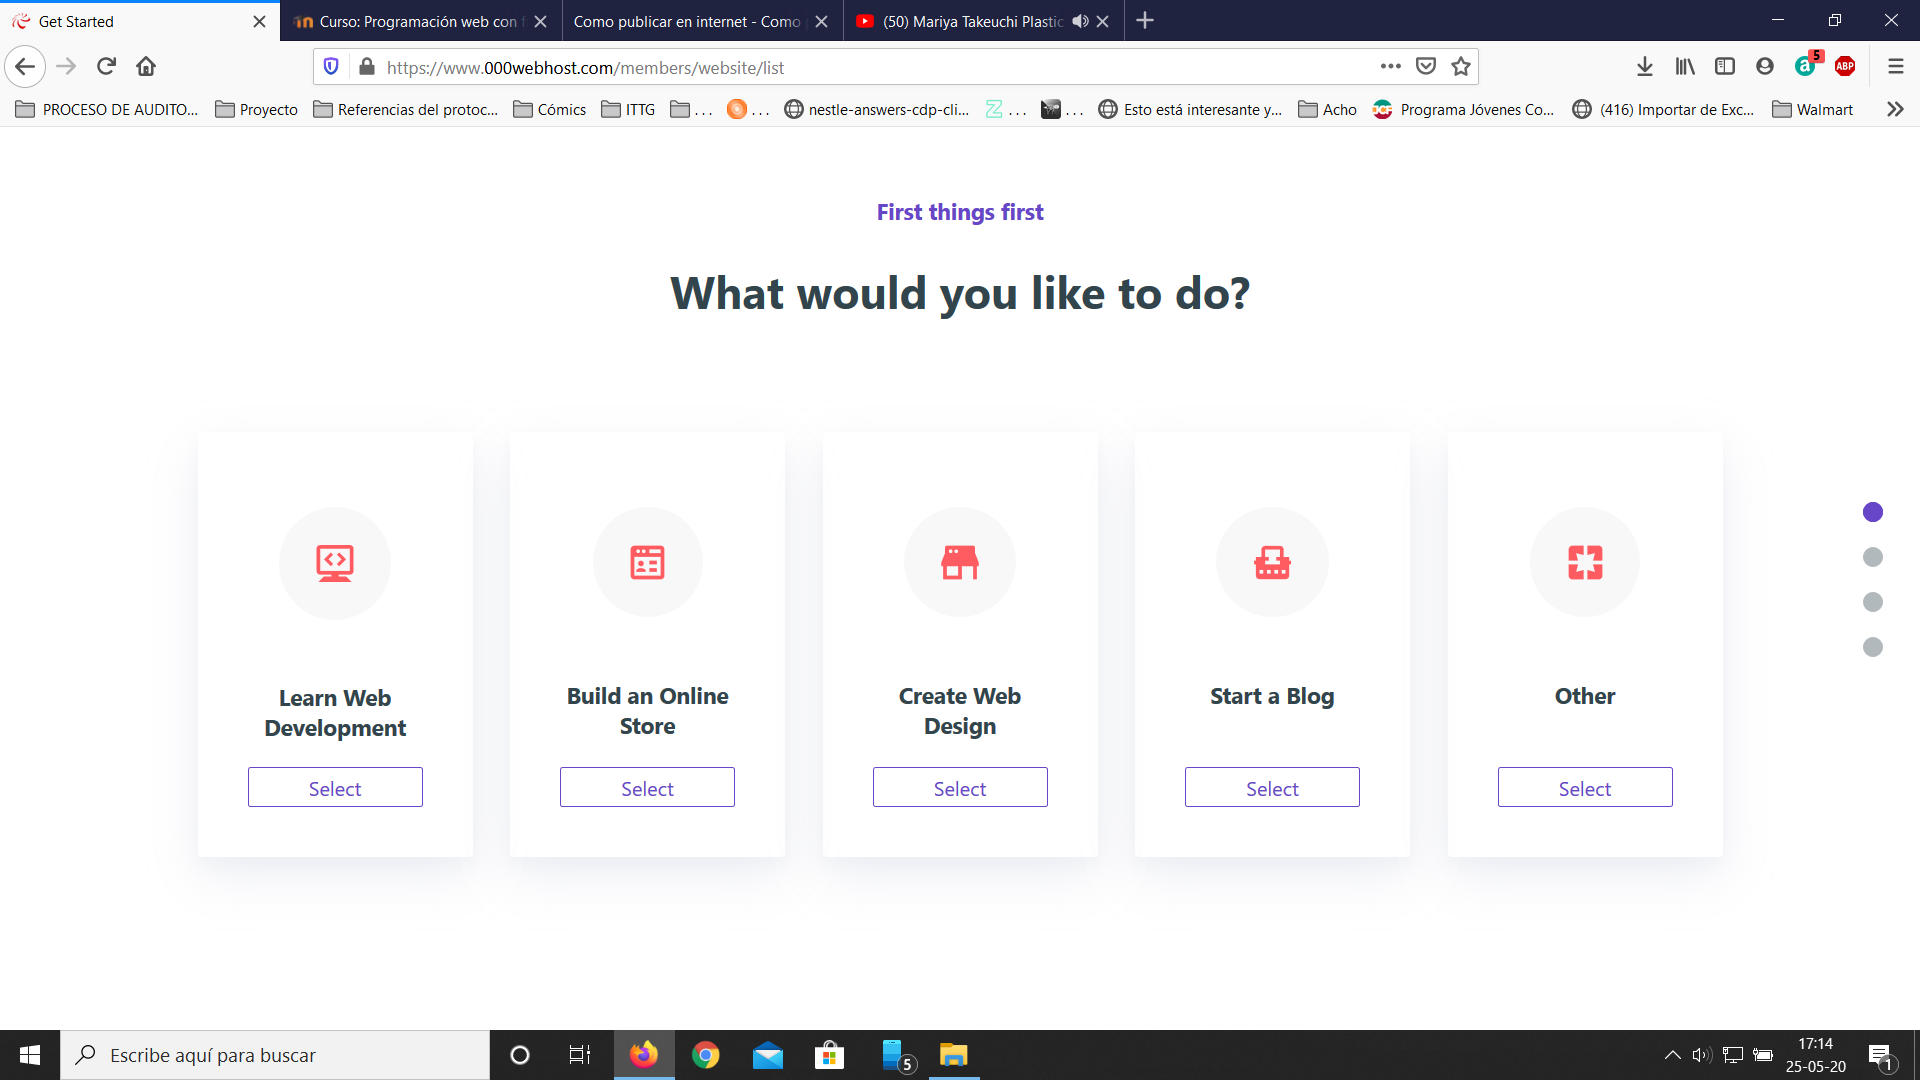 Get Started
Curso: Programación web con f
Como publicar en internet - Como
(50) Mariya Takeuchi Plastic
https://www.000webhost.com/members/website/list
5
ABP
PROCESO DE AUDITO...
Proyecto
Referencias del protoc...
Cómics
ITTG
...
...
nestle-answers-cdp-cli...
...
...
Esto está interesante y...
Acho
Programa Jóvenes Co...
(416) Importar de Exc...
Walmart
First things first
What would you like to do?
Learn Web
Development
Select
Build an Online
Store
Select
Create Web
Design
Select
Start a Blog
Select
Other
Select
Escribe aquí para buscar
5
17:14
25-05-20
1